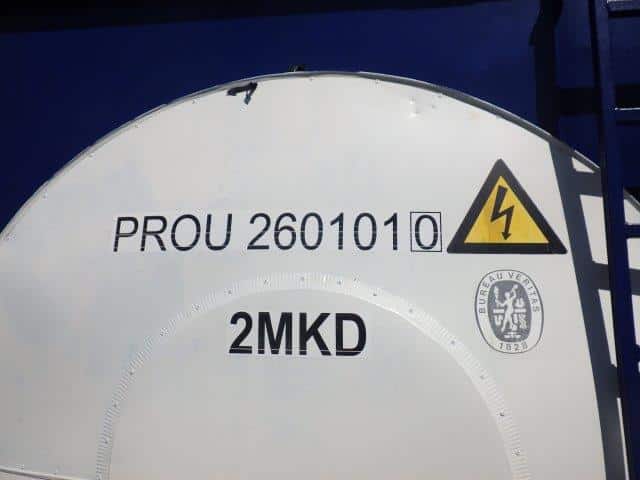 PROU 260101 0
2MKD
BUREAU VERITAS
1828